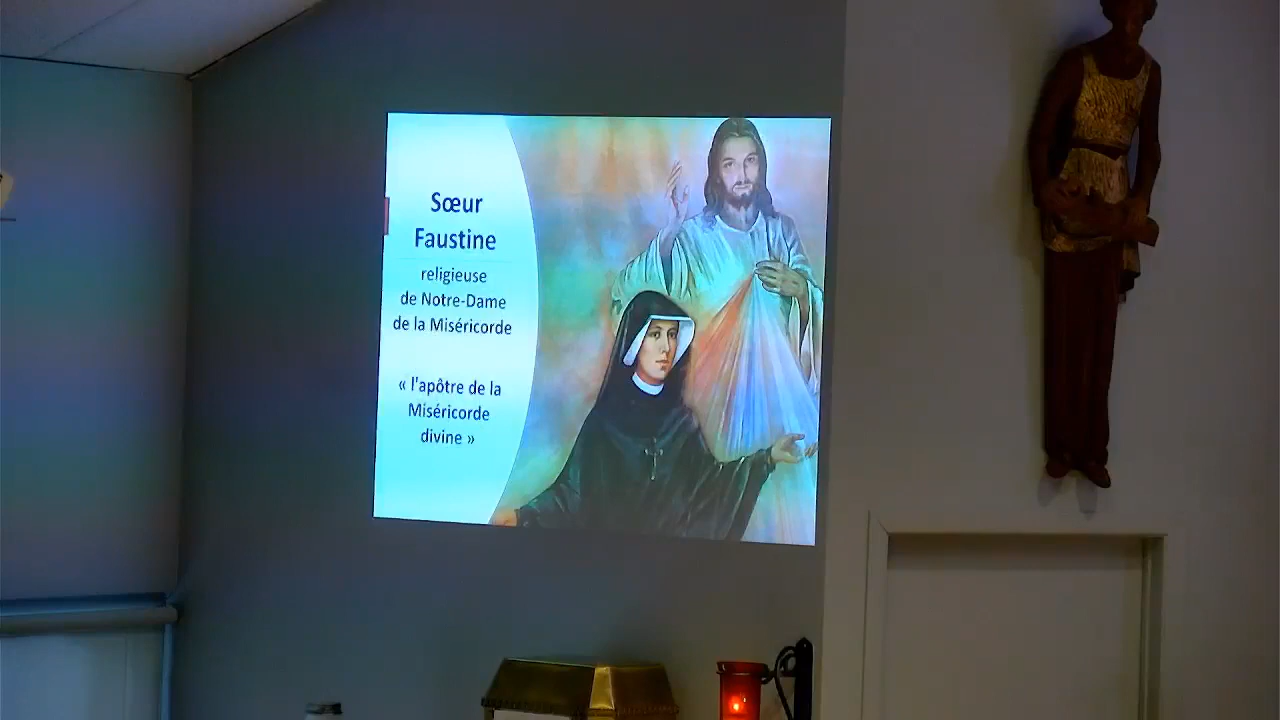 Sœur
Faustine
religieuse
de Notre-Dame
de la Miséricorde
« l'apôtre de la
Miséricorde
divine »